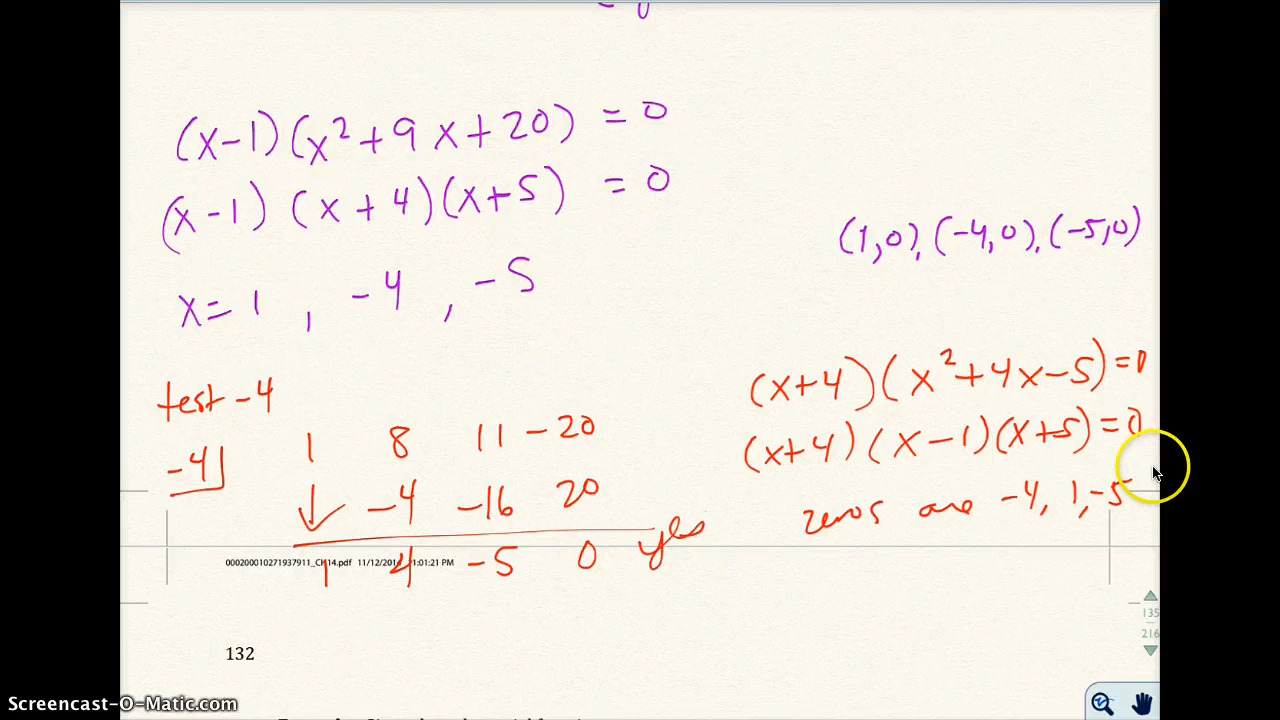 (x-1)(x²+9x+20) = 0
(x-1)(x+4)(x+5) = 0
(1,0), (-4,0), (-5,0)
x=1, -4, -5
test -4
-4| 1 8 11 -20
-4 -16 20
1 4 -5 0 yes
(x+4)(x²+4x-5)=0
(x+4)(x-1)(x+5)=0
zeros are -4, 1, -5
132
135
216
Screencast-O-Matic.com